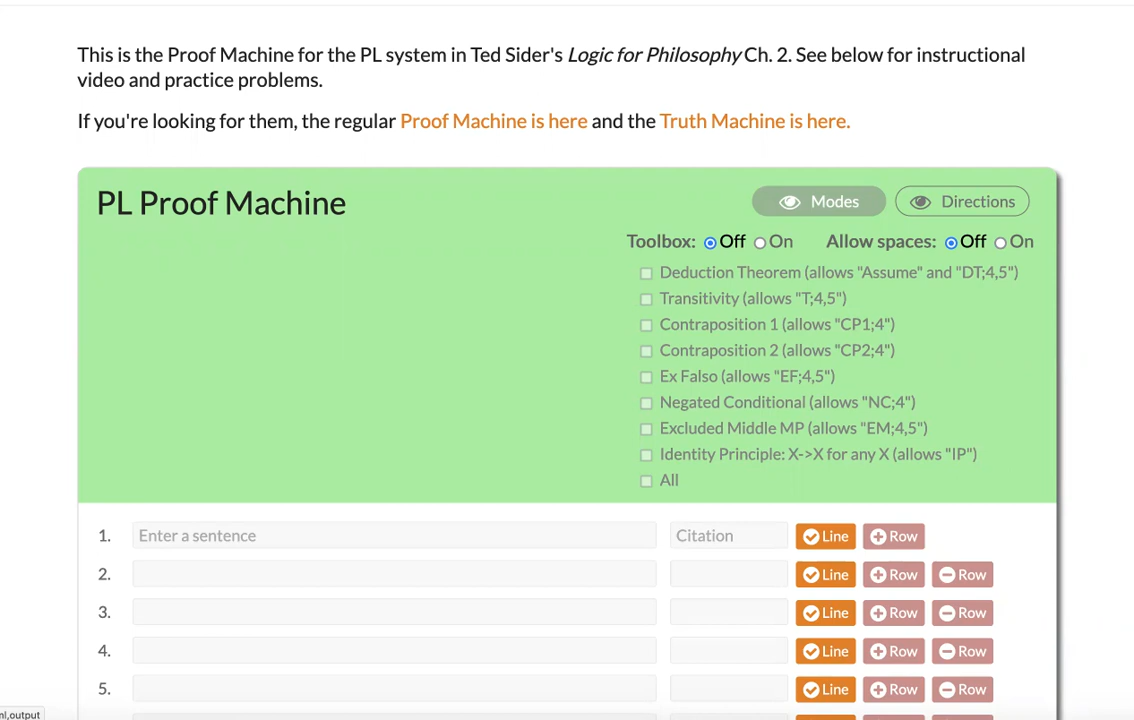 This is the Proof Machine for the PL system in Ted Sider's Logic for Philosophy Ch. 2. See below for instructional
video and practice problems.
If you're looking for them, the regular Proof Machine is here and the Truth Machine is here.
PL Proof Machine
Modes
Directions
Toolbox: Off On Allow spaces: Off On
Deduction Theorem (allows "Assume" and "DT;4,5")
Transitivity (allows "T;4,5")
Contraposition 1 (allows "CP1;4")
Contraposition 2 (allows "CP2;4")
Ex Falso (allows "EF;4,5")
Negated Conditional (allows "NC;4")
Excluded Middle MP (allows "EM;4,5")
Identity Principle: X->X for any X (allows "IP")
All
1. Enter a sentence Citation Line Row
2. Line Row Row
3. Line Row Row
4. Line Row Row
5. Line Row Row
nl,output